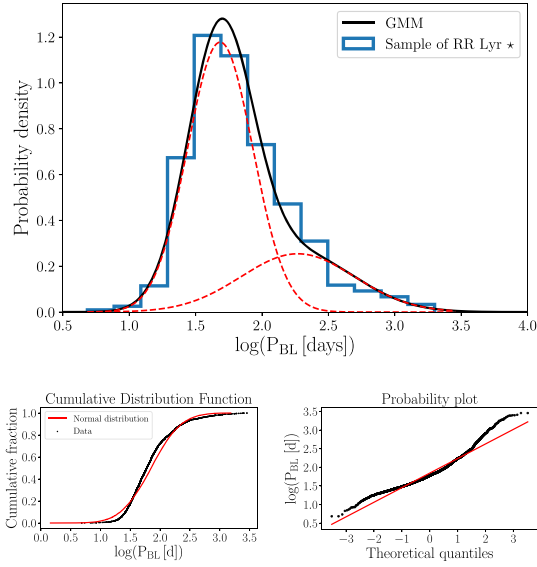 GMM
Sample of RR Lyr ⋆
Probability density
1.2
1.0
0.8
0.6
0.4
0.2
0.0
0.5 1.0 1.5 2.0 2.5 3.0 4.0
log(P_BL [days])
Cumulative Distribution Function
Normal distribution
Data
Cumulative fraction
1.0
0.8
0.6
0.4
0.2
0.0
0.0 0.5 1.0 1.5 2.0 2.5 3.0 3.5
log(P_BL [d])
Probability plot
log(P_BL [d])
3.5
3.0
2.5
2.0
1.5
1.0
0.5
−3 −2 −1 0 1 2 3
Theoretical quantiles